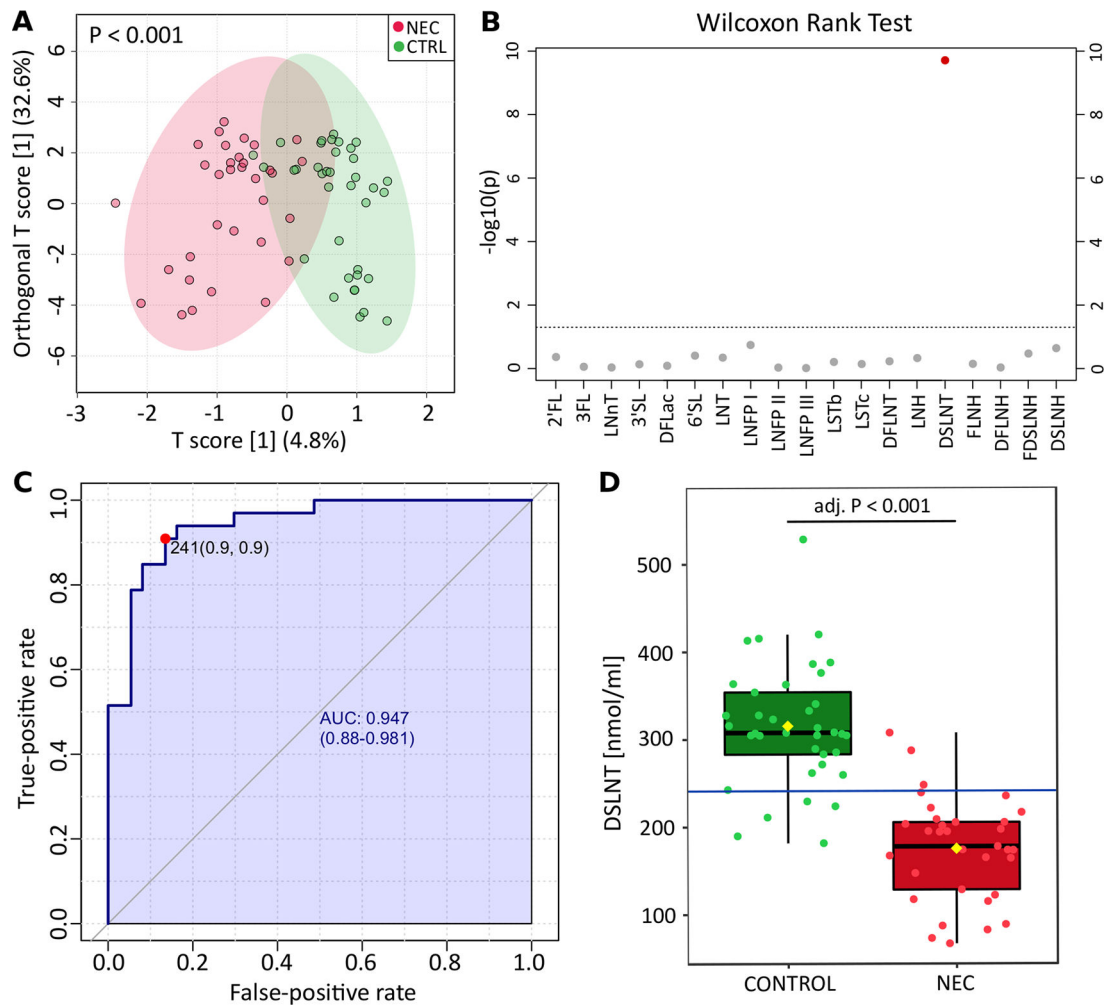 A
P < 0.001
NEC
CTRL
Orthogonal T score [1] (32.6%)
6
4
2
0
-2
-4
-6
-3
-2
-1
0
1
2
T score [1] (4.8%)
B
Wilcoxon Rank Test
-log10(p)
10
8
6
4
2
0
10
8
6
4
2
0
2'FL
3FL
LNnT
3'SL
DFLac
6'SL
LNT
LNFP I
LNFP II
LNFP III
LSTb
LSTc
DFLNT
LNH
DSLNT
FLNH
DFLNH
FDSLNH
DSLNH
C
True-positive rate
1.0
0.8
0.6
0.4
0.2
0.0
241(0.9, 0.9)
AUC: 0.947
(0.88-0.981)
0.0
0.2
0.4
0.6
0.8
1.0
False-positive rate
D
adj. P < 0.001
DSLNT [nmol/ml]
500
400
300
200
100
CONTROL
NEC